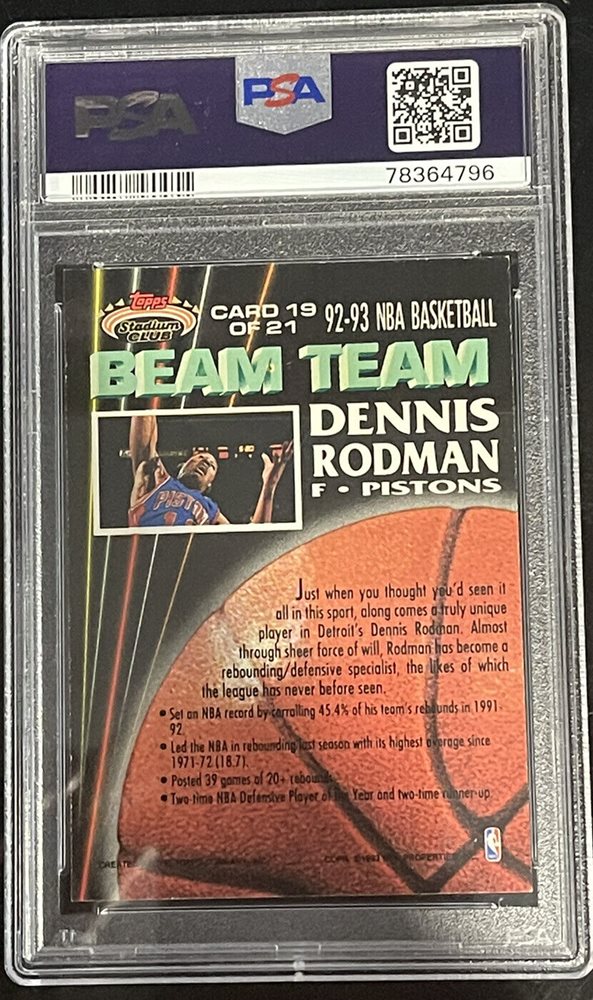 PSA
PSA
78364796
Topps
Stadium
CLUB
CARD 19
OF 21
92-93 NBA BASKETBALL
BEAM TEAM
DENNIS
RODMAN
F • PISTONS
PISTO
Just when you thought you'd seen it
all in this sport, along comes a truly unique
player in Detroit's Dennis Rodman. Almost
through sheer force of will, Rodman has become a
rebounding/defensive specialist, the likes of which
the league has never before seen.
• Set an NBA record by corralling 45.4% of his team's rebounds in 1991-
92.
• Led the NBA in rebounding last season with its highest average since
1971-72 (18.7).
• Posted 39 games of 20+ rebounds.
• Two-time NBA Defensive Player of the Year and two-time runner-up.
PROPERTIES